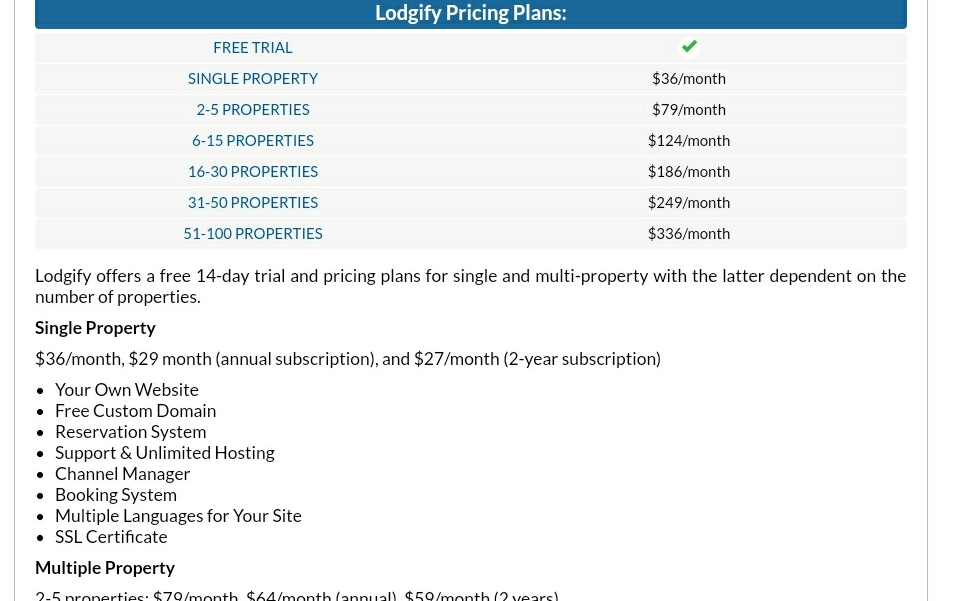 Lodgify Pricing Plans:
FREE TRIAL
SINGLE PROPERTY $36/month
2-5 PROPERTIES $79/month
6-15 PROPERTIES $124/month
16-30 PROPERTIES $186/month
31-50 PROPERTIES $249/month
51-100 PROPERTIES $336/month
Lodgify offers a free 14-day trial and pricing plans for single and multi-property with the latter dependent on the
number of properties.
Single Property
$36/month, $29 month (annual subscription), and $27/month (2-year subscription)
• Your Own Website
• Free Custom Domain
• Reservation System
• Support & Unlimited Hosting
• Channel Manager
• Booking System
• Multiple Languages for Your Site
• SSL Certificate
Multiple Property
2-5 properties: $79/month, $64/month (annual), $59/month (2 years)